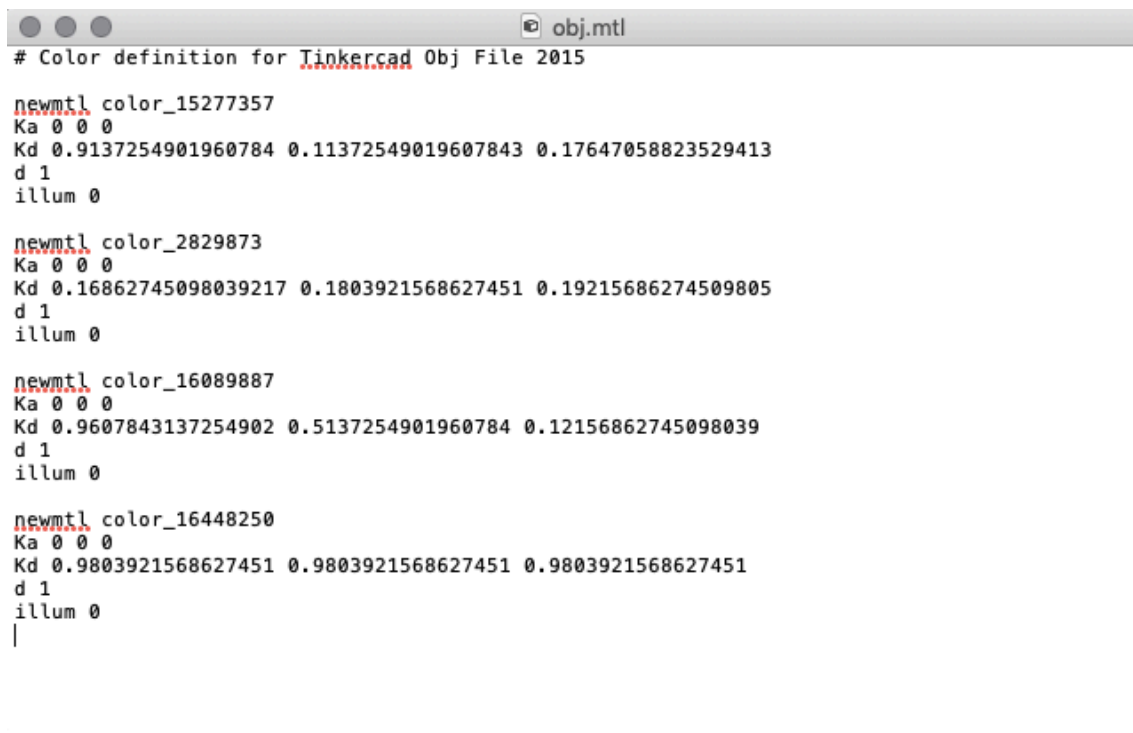 obj.mtl
# Color definition for Tinkercad Obj File 2015
newmtl color_15277357
Ka 0 0 0
Kd 0.9137254901960784 0.11372549019607843 0.17647058823529413
d 1
illum 0
newmtl color_2829873
Ka 0 0 0
Kd 0.16862745098039217 0.1803921568627451 0.19215686274509805
d 1
illum 0
newmtl color_16089887
Ka 0 0 0
Kd 0.9607843137254902 0.5137254901960784 0.12156862745098039
d 1
illum 0
newmtl color_16448250
Ka 0 0 0
Kd 0.9803921568627451 0.9803921568627451 0.9803921568627451
d 1
illum 0